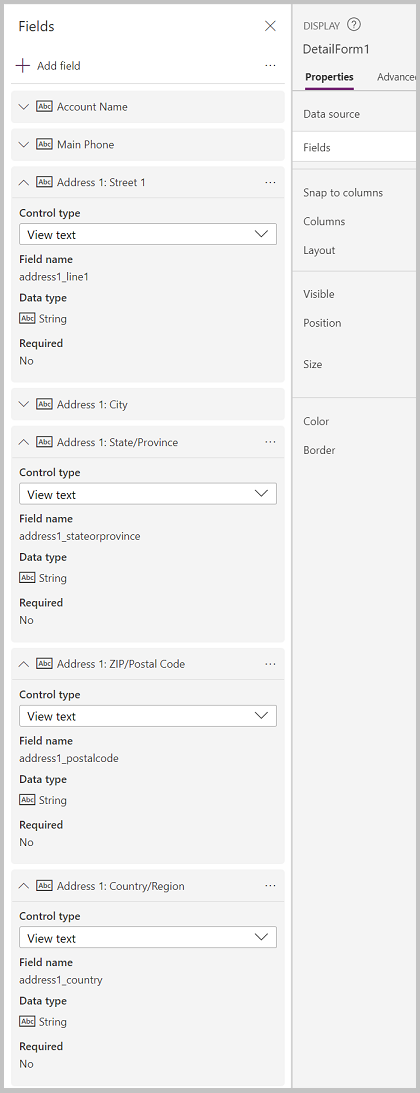 Fields
Add field
Abc Account Name
Abc Main Phone
Abc Address 1: Street 1
Control type
View text
Field name
address1_line1
Data type
Abc String
Required
No
Abc Address 1: City
Abc Address 1: State/Province
Control type
View text
Field name
address1_stateorprovince
Data type
Abc String
Required
No
Abc Address 1: ZIP/Postal Code
Control type
View text
Field name
address1_postalcode
Data type
Abc String
Required
No
Abc Address 1: Country/Region
Control type
View text
Field name
address1_country
Data type
Abc String
Required
No
DISPLAY ?
DetailForm1
Properties Advance
Data source
Fields
Snap to columns
Columns
Layout
Visible
Position
Size
Color
Border